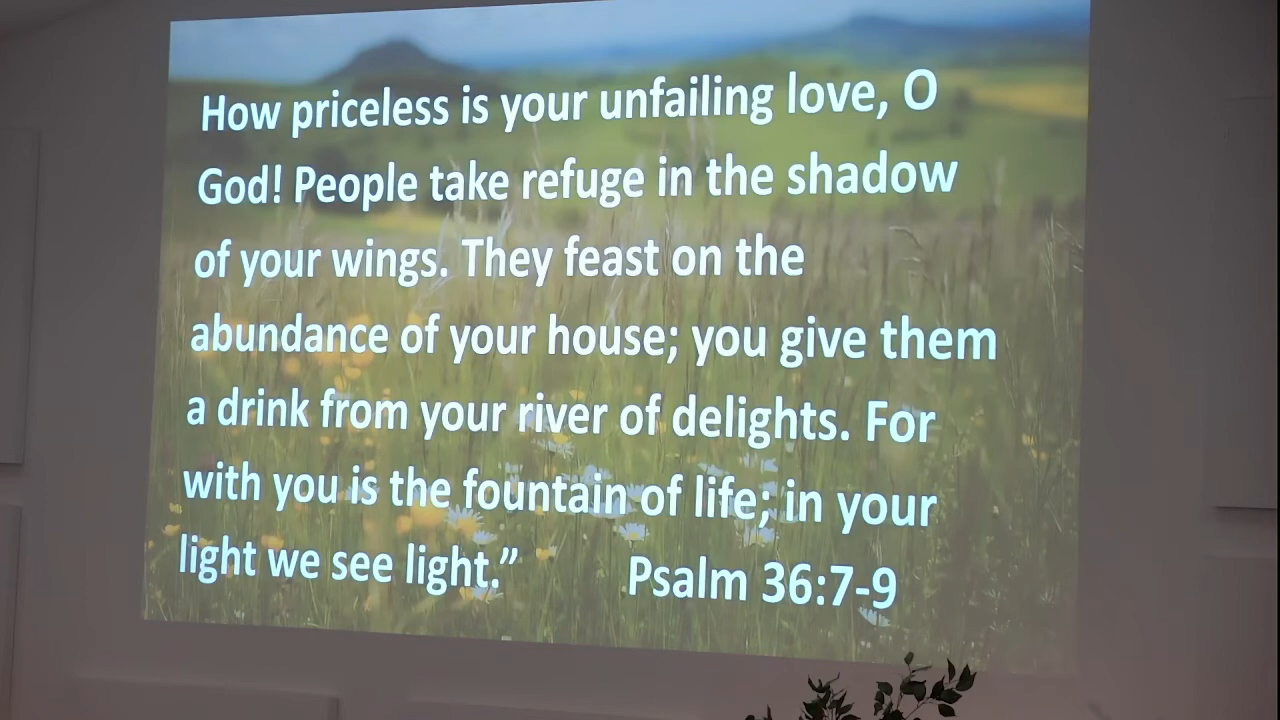 How priceless is your unfailing love, O
God! People take refuge in the shadow
of your wings. They feast on the
abundance of your house; you give them
a drink from your river of delights. For
with you is the fountain of life; in your
light we see light.” Psalm 36:7-9